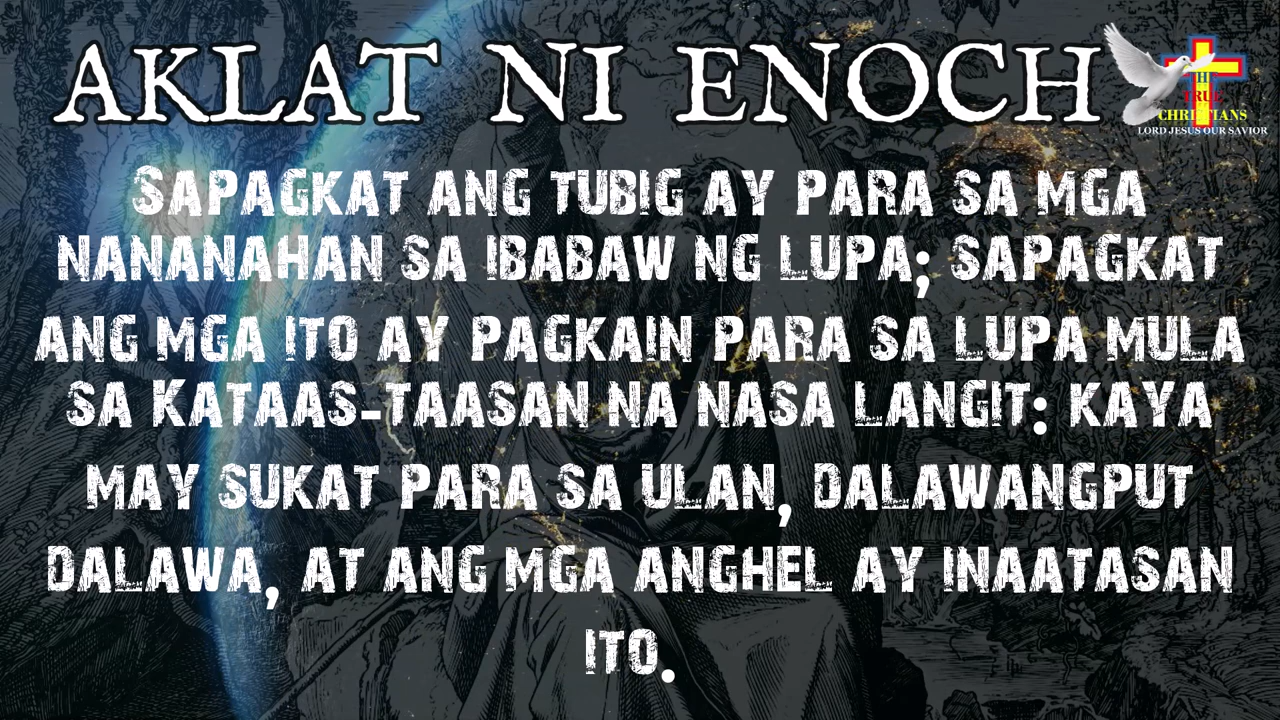 AKLAT NI ENOCH
THE
TRUE
CHRISTIANS
LORD JESUS OUR SAVIOR
SAPAGKAT ANG TUBIG AY PARA SA MGA
NANANAHAN SA IBABAW NG LUPA; SAPAGKAT
ANG MGA ITO AY PAGKAIN PARA SA LUPA MULA
SA KATAAS-TAASAN NA NASA LANGIT: KAYA
MAY SUKAT PARA SA ULAN, DALAWANGPUT
DALAWA, AT ANG MGA ANGHEL AY INAATASAN
ITO.